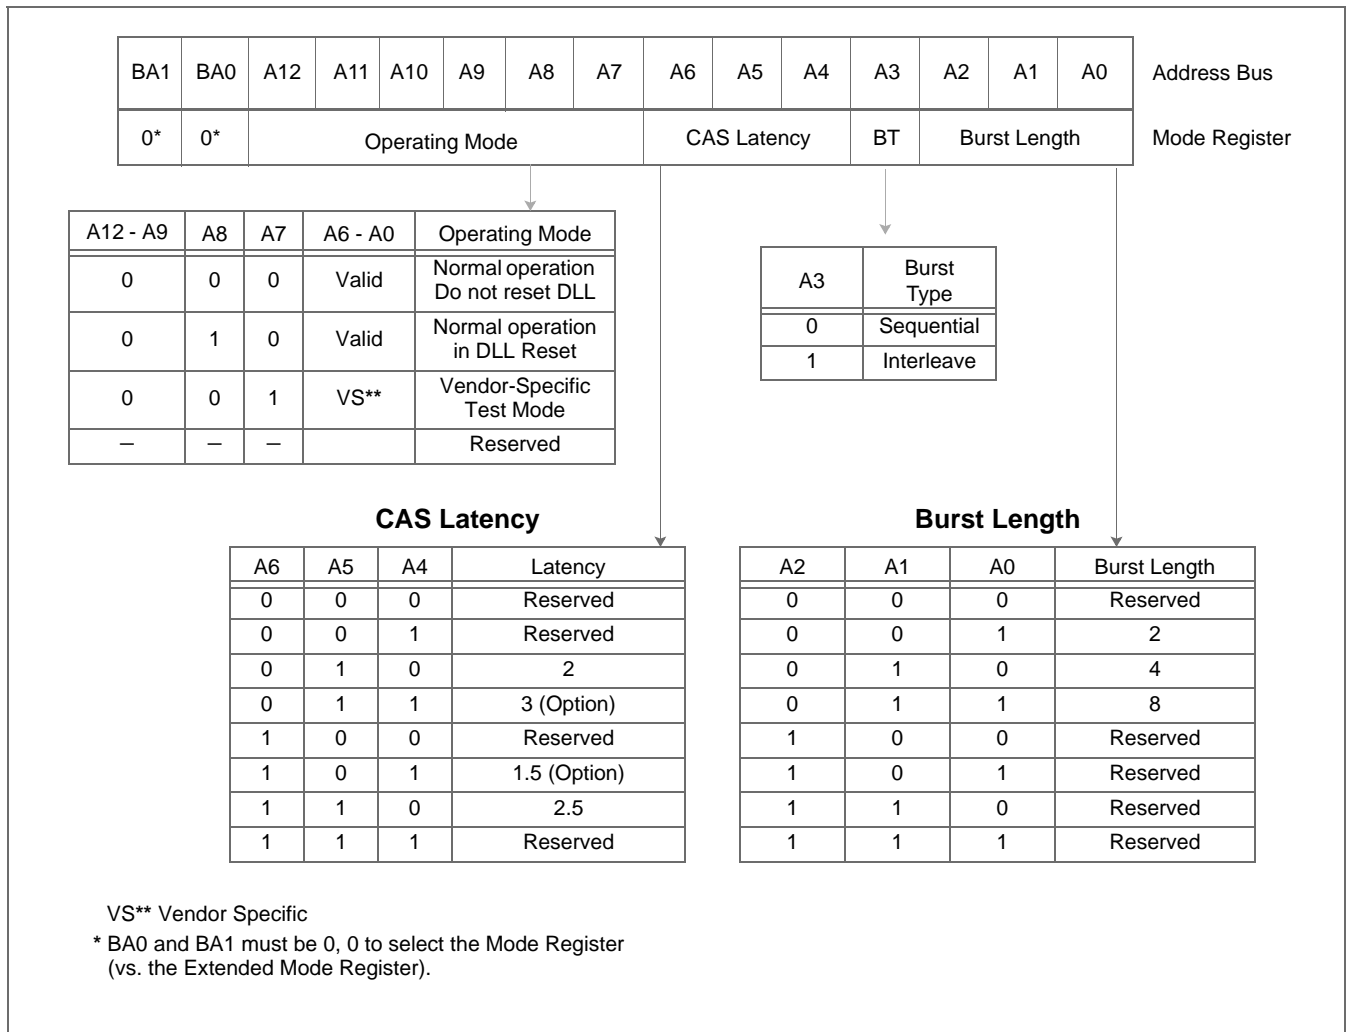 BA1 BA0 A12 A11 A10 A9 A8 A7 A6 A5 A4 A3 A2 A1 A0 Address Bus
0* 0* Operating Mode CAS Latency BT Burst Length Mode Register
A12 - A9 A8 A7 A6 - A0 Operating Mode
0 0 0 Valid Normal operation
Do not reset DLL
0 1 0 Valid Normal operation
in DLL Reset
0 0 1 VS** Vendor-Specific
Test Mode
– – – Reserved
A3 Burst
Type
0 Sequential
1 Interleave
CAS Latency
A6 A5 A4 Latency
0 0 0 Reserved
0 0 1 Reserved
0 1 0 2
0 1 1 3 (Option)
1 0 0 Reserved
1 0 1 1.5 (Option)
1 1 0 2.5
1 1 1 Reserved
Burst Length
A2 A1 A0 Burst Length
0 0 0 Reserved
0 0 1 2
0 1 0 4
0 1 1 8
1 0 0 Reserved
1 0 1 Reserved
1 1 0 Reserved
1 1 1 Reserved
VS** Vendor Specific
* BA0 and BA1 must be 0, 0 to select the Mode Register
(vs. the Extended Mode Register).